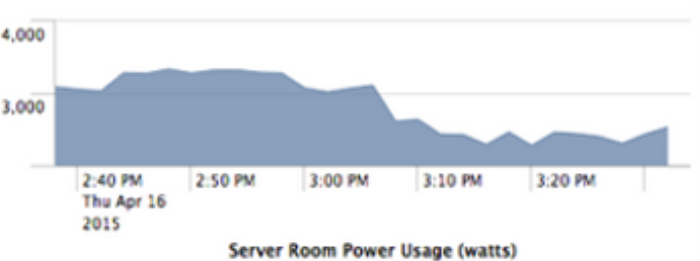 4,000
3,000
2:40 PM 2:50 PM 3:00 PM 3:10 PM 3:20 PM
Thu Apr 16
2015
Server Room Power Usage (watts)